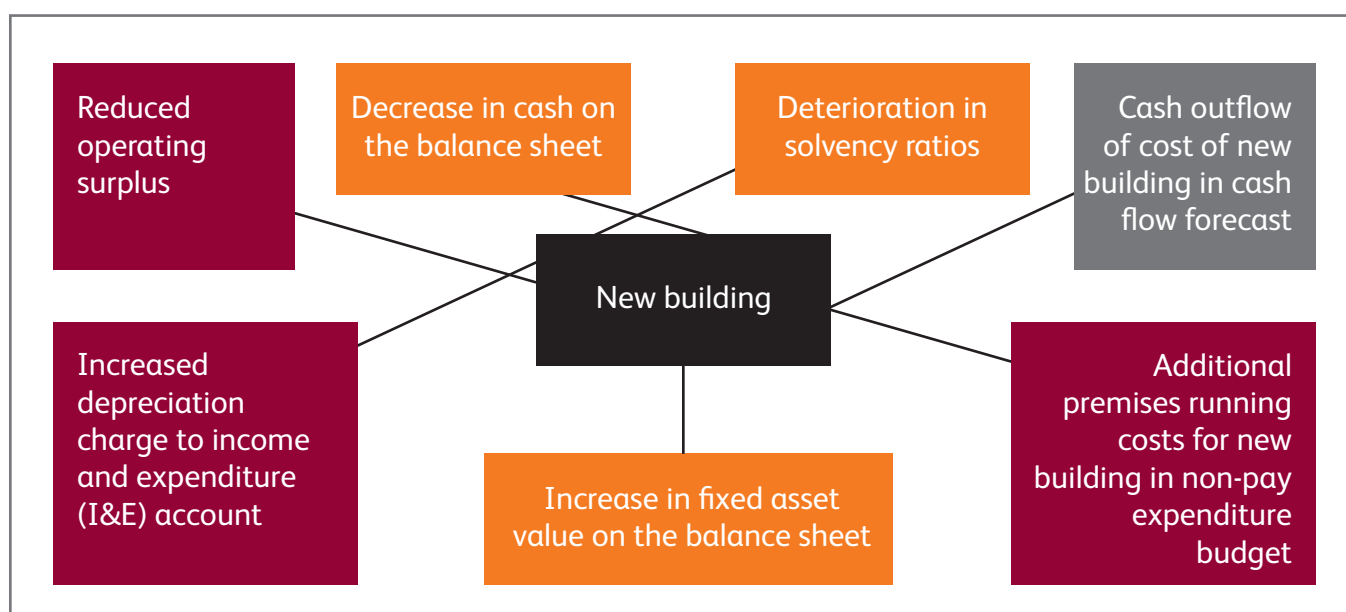 Reduced
operating
surplus
Decrease in cash on
the balance sheet
Deterioration in
solvency ratios
Cash outflow
of cost of new
building in cash
flow forecast
New building
Increased
depreciation
charge to income
and expenditure
(I&E) account
Increase in fixed asset
value on the balance sheet
Additional
premises running
costs for new
building in non-pay
expenditure
budget